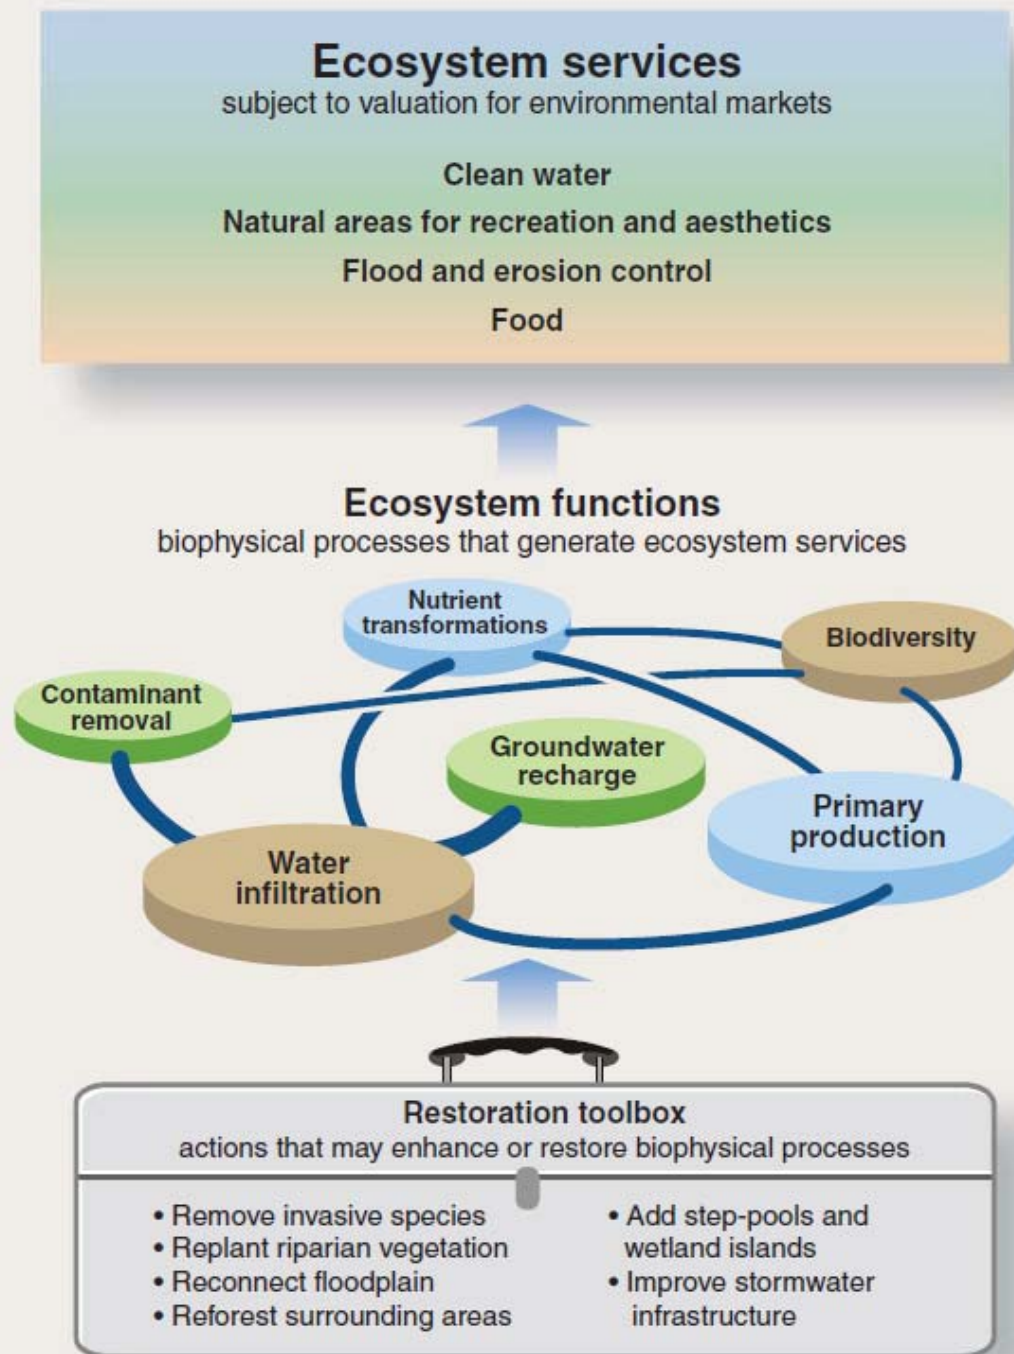 Ecosystem services
subject to valuation for environmental markets
Clean water
Natural areas for recreation and aesthetics
Flood and erosion control
Food
Ecosystem functions
biophysical processes that generate ecosystem services
Nutrient
transformations
Biodiversity
Contaminant
removal
Groundwater
recharge
Primary
production
Water
infiltration
Restoration toolbox
actions that may enhance or restore biophysical processes
• Remove invasive species
• Replant riparian vegetation
• Reconnect floodplain
• Reforest surrounding areas
• Add step-pools and
wetland islands
• Improve stormwater
infrastructure